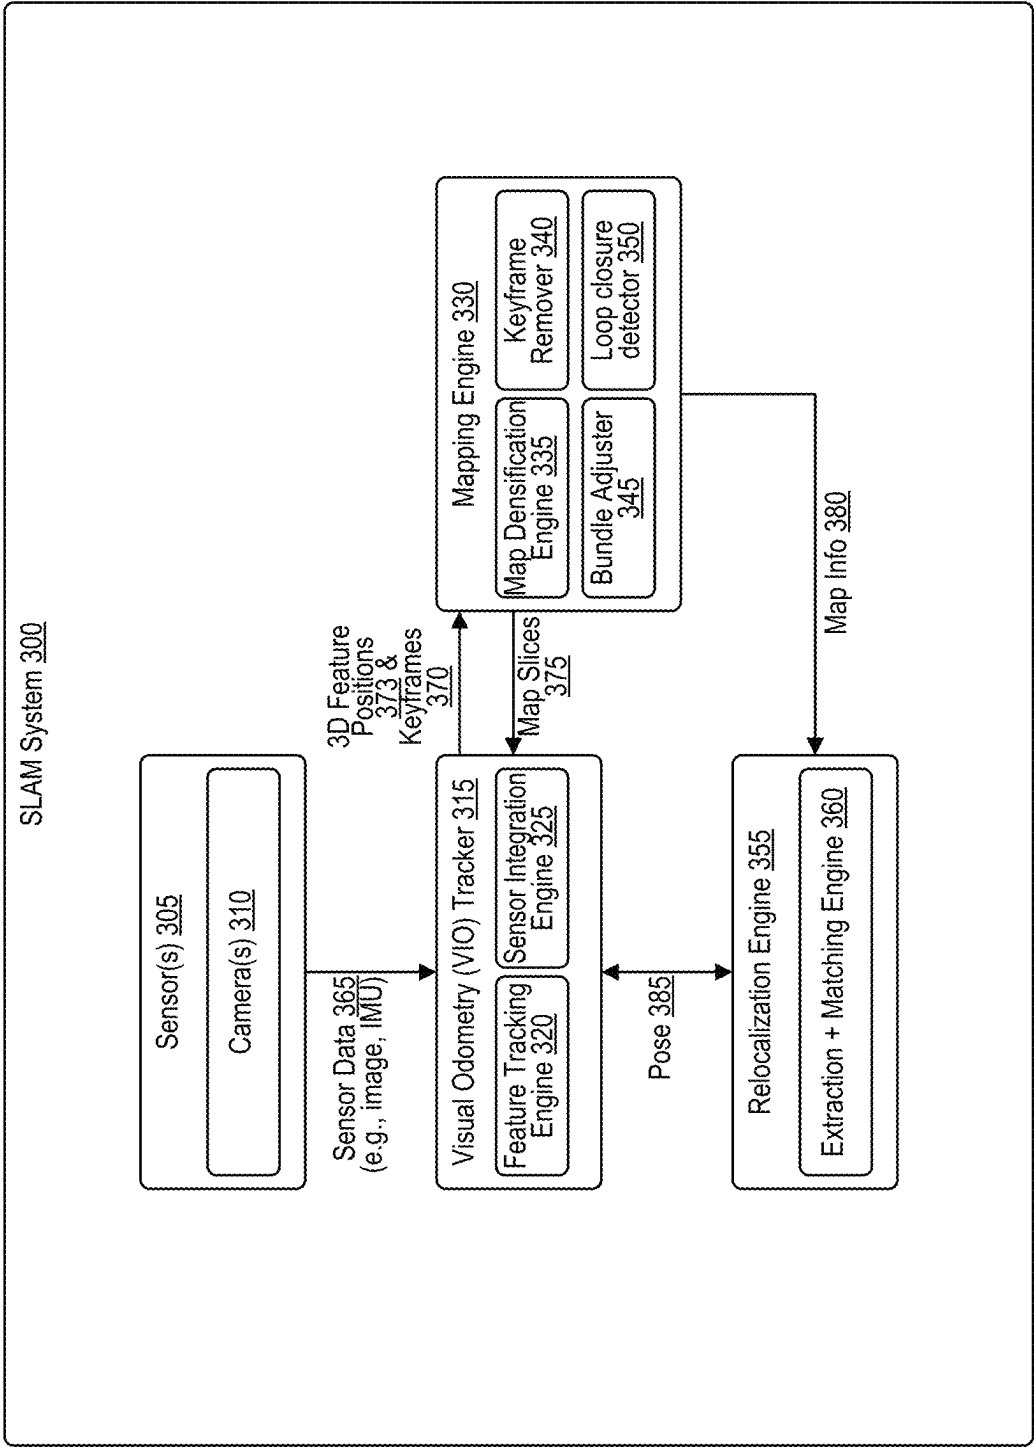 SLAM System 300
Sensor(s) 305
Camera(s) 310
Sensor Data 365
(e.g., image, IMU)
Visual Odometry (VIO) Tracker 315
Feature Tracking
Engine 320
Sensor Integration
Engine 325
3D Feature
Positions
373 &
Keyframes
370
Map Slices
375
Mapping Engine 330
Map Densification
Engine 335
Keyframe
Remover 340
Bundle Adjuster
345
Loop closure
detector 350
Pose 385
Map Info 380
Relocalization Engine 355
Extraction + Matching Engine 360